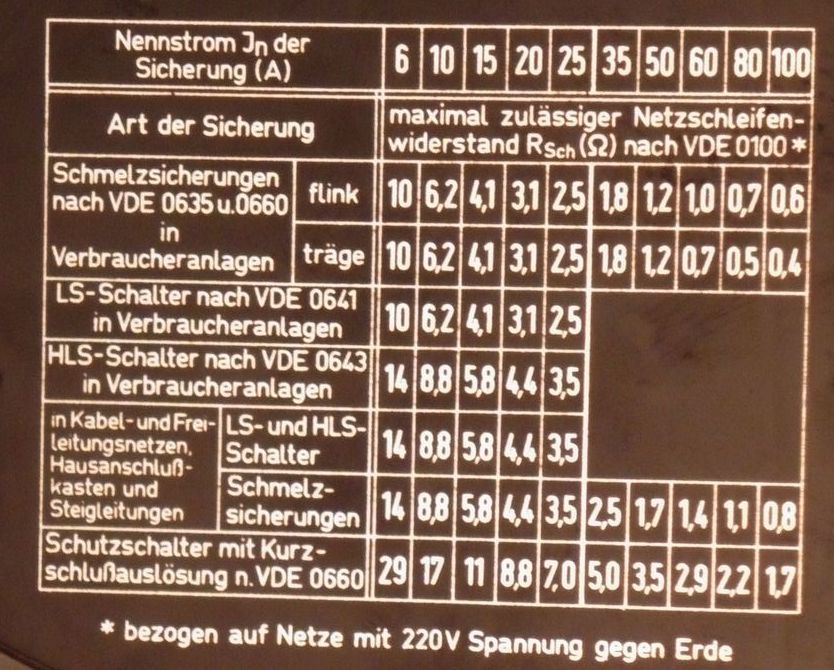 Nennstrom Jn der
Sicherung (A)
6 10 15 20 25 35 50 60 80 100
Art der Sicherung
maximal zulässiger Netzschleifen-
widerstand RSch (Ω) nach VDE 0100 *
Schmelzsicherungen
nach VDE 0635 u. 0660
in
Verbraucheranlagen
flink
10 6,2 4,1 3,1 2,5 1,8 1,2 1,0 0,7 0,6
träge
10 6,2 4,1 3,1 2,5 1,8 1,2 0,7 0,5 0,4
LS-Schalter nach VDE 0641
in Verbraucheranlagen
10 6,2 4,1 3,1 2,5
HLS-Schalter nach VDE 0643
in Verbraucheranlagen
14 8,8 5,8 4,4 3,5
in Kabel- und Frei-
leitungsnetzen,
Hausanschluß-
kasten und
Steigleitungen
LS- und HLS-
Schalter
14 8,8 5,8 4,4 3,5
Schmelz-
sicherungen
14 8,8 5,8 4,4 3,5 2,5 1,7 1,4 1,1 0,8
Schutzschalter mit Kurz-
schlußauslösung n. VDE 0660
29 17 11 8,8 7,0 5,0 3,5 2,9 2,2 1,7
* bezogen auf Netze mit 220V Spannung gegen Erde